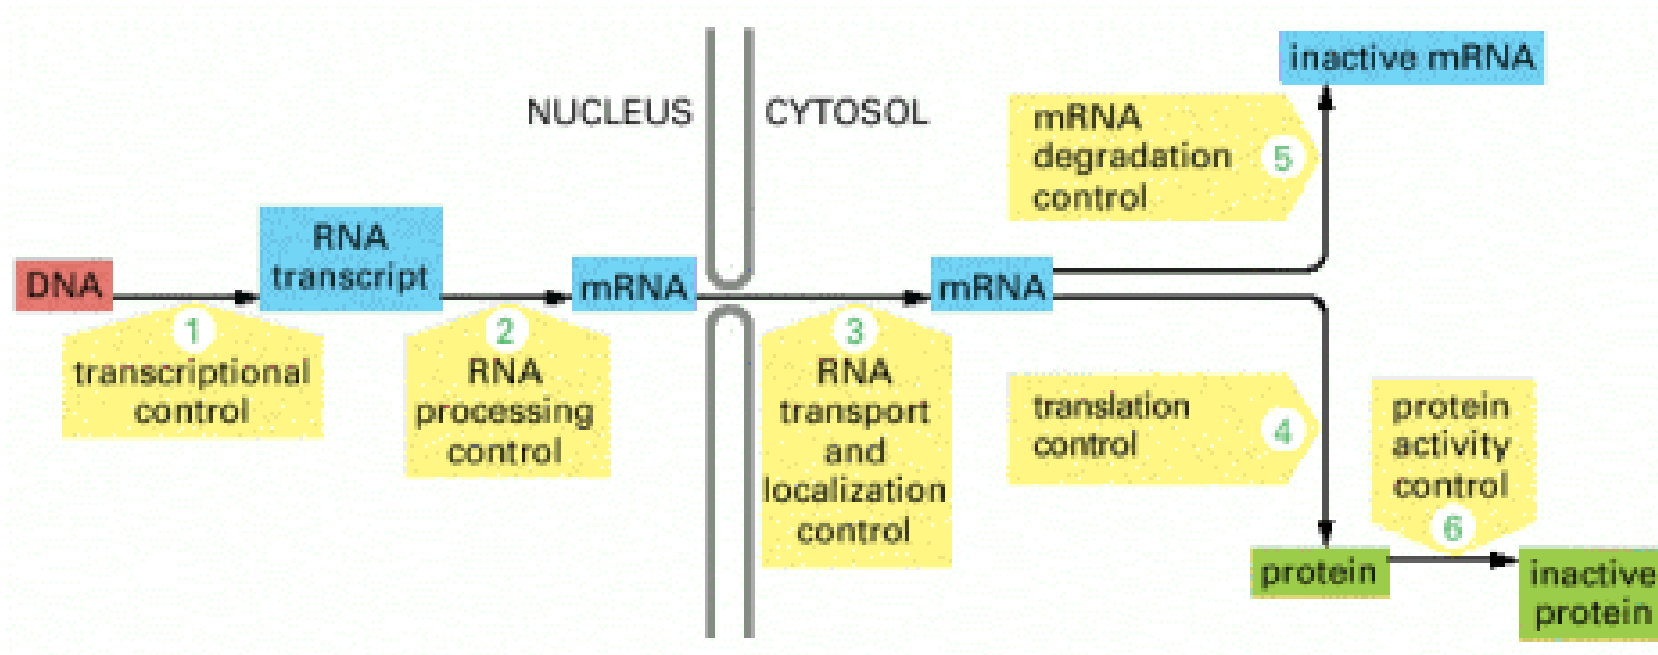 NUCLEUS
CYTOSOL
DNA
RNA
transcript
mRNA
mRNA
inactive mRNA
1
transcriptional
control
2
RNA
processing
control
3
RNA
transport
and
localization
control
mRNA
degradation
control
5
translation
control
4
protein
activity
control
6
protein
inactive
protein